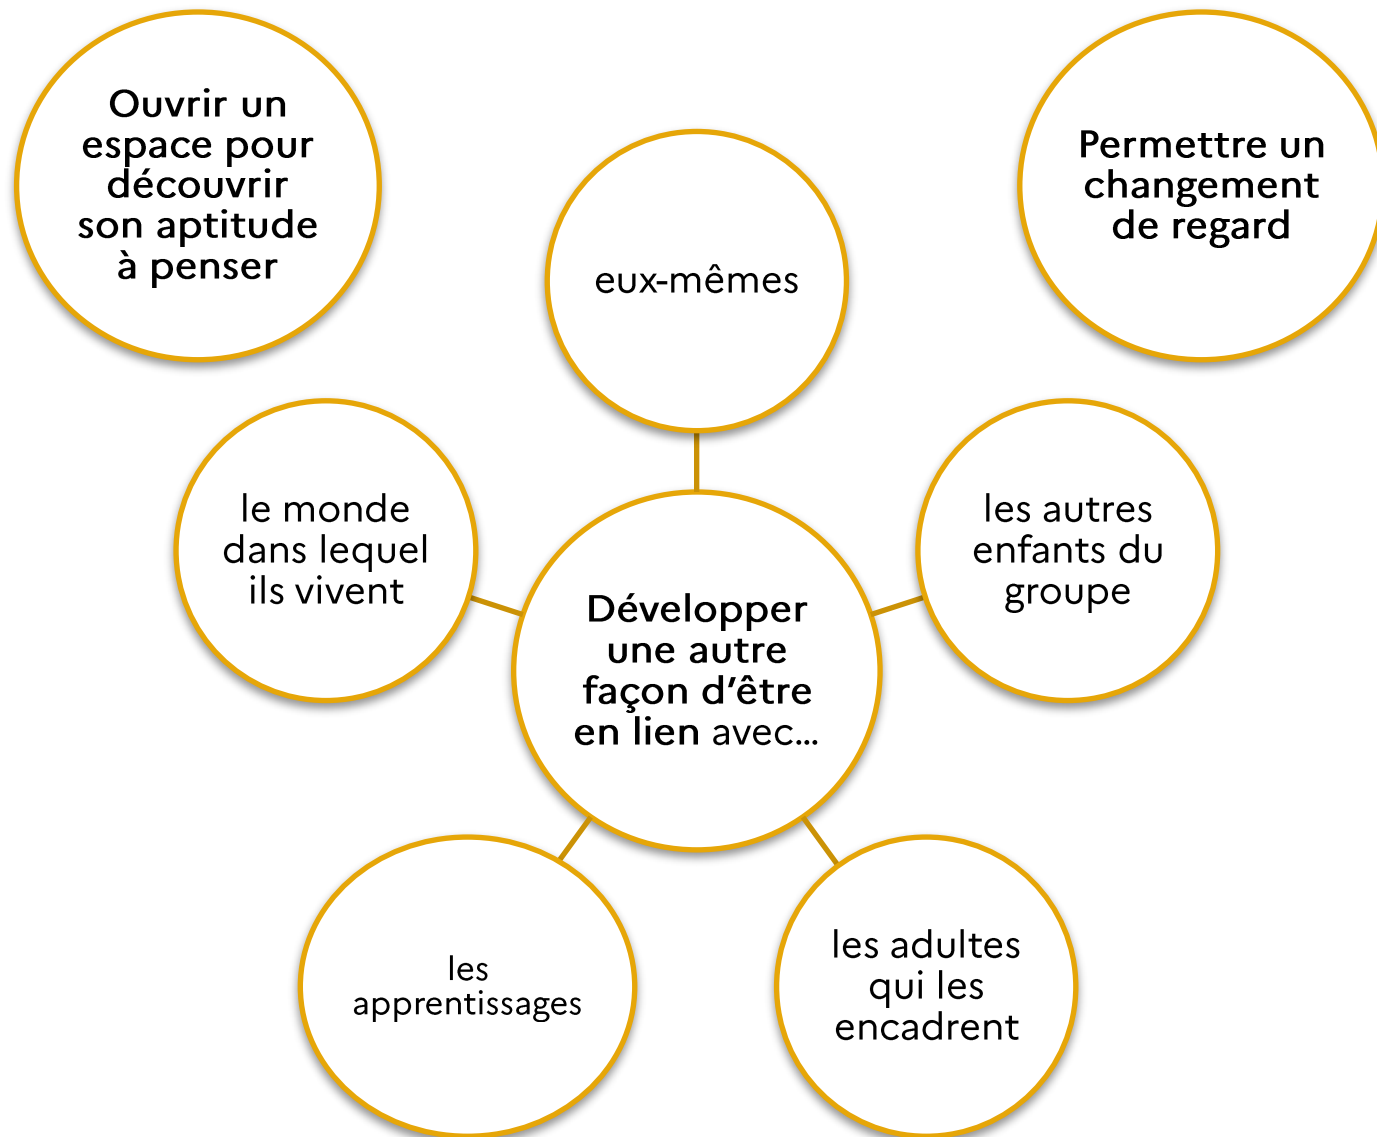 Ouvrir un
espace pour
découvrir
son aptitude
à penser
Permettre un
changement
de regard
eux-mêmes
le monde
dans lequel
ils vivent
les autres
enfants du
groupe
Développer
une autre
façon d’être
en lien avec...
les
apprentissages
les adultes
qui les
encadrent